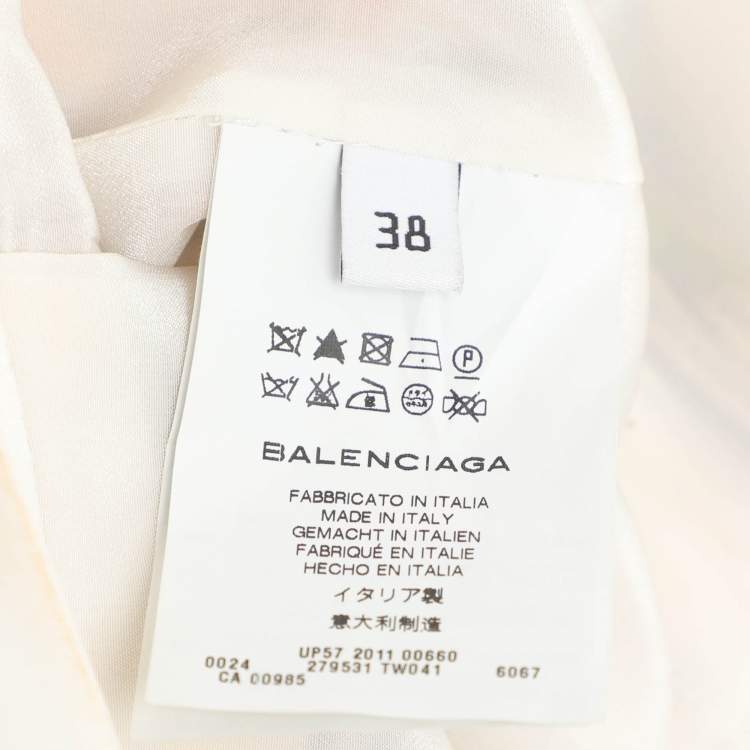 38
P
BALENCIAGA
FABBRICATO IN ITALIA
MADE IN ITALY
GEMACHT IN ITALIEN
FABRIQUÉ EN ITALIE
HECHO EN ITALIA
イタリア製
意大利制造
UP57 2011 00660
0024 279531 TW041 6067
CA 00985